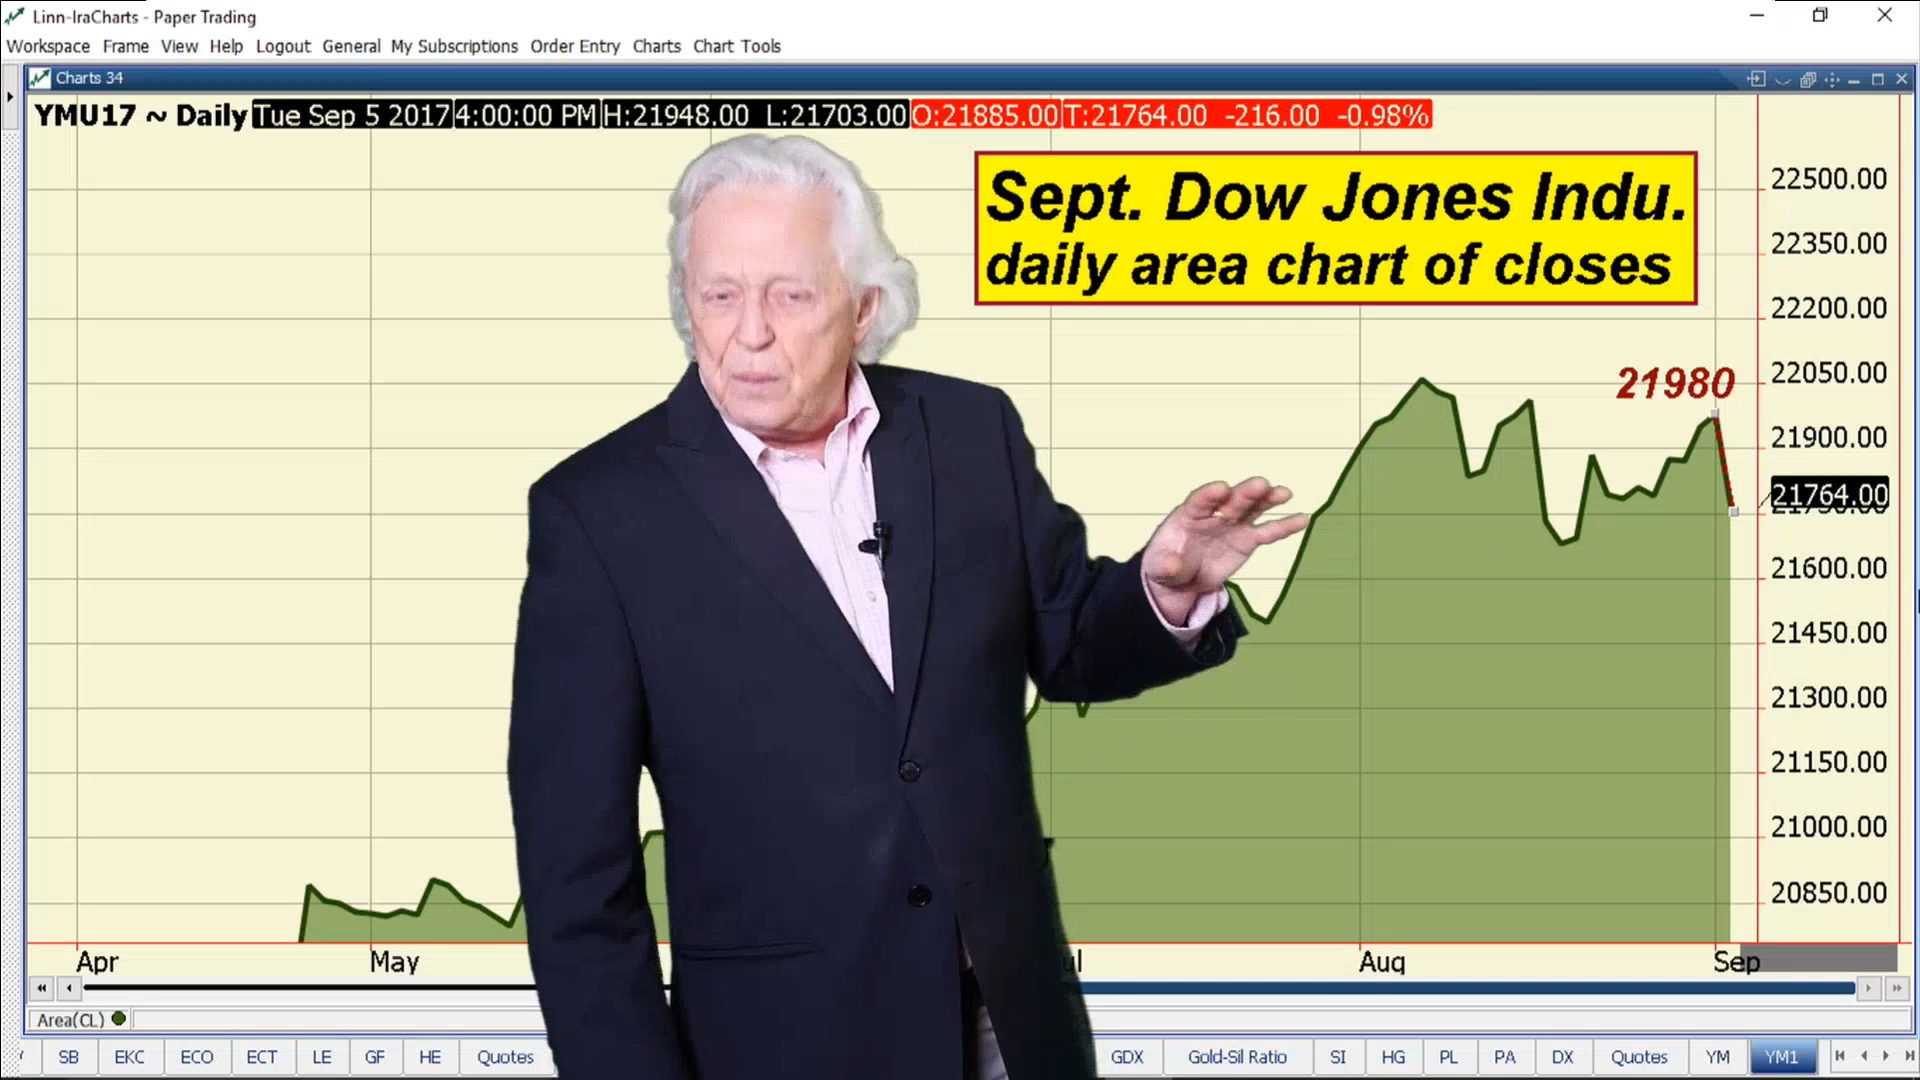 Linn-IraCharts - Paper Trading
Workspace Frame View Help Logout General My Subscriptions Order Entry Charts Chart Tools
Charts 34
YMU17 ~ Daily Tue Sep 5 2017 4:00:00 PM H:21948.00 L:21703.00 O:21885.00 T:21764.00 -216.00 -0.98%
Sept. Dow Jones Indu.
daily area chart of closes
22500.00
22350.00
22200.00
22050.00
21980
21900.00
21764.00
21600.00
21450.00
21300.00
21150.00
21000.00
20850.00
Apr May Aug Sep
Area(CL)
SB EKC ECO ECT LE GF HE Quotes GDX Gold-Sil Ratio SI HG PL PA DX Quotes YM YM1